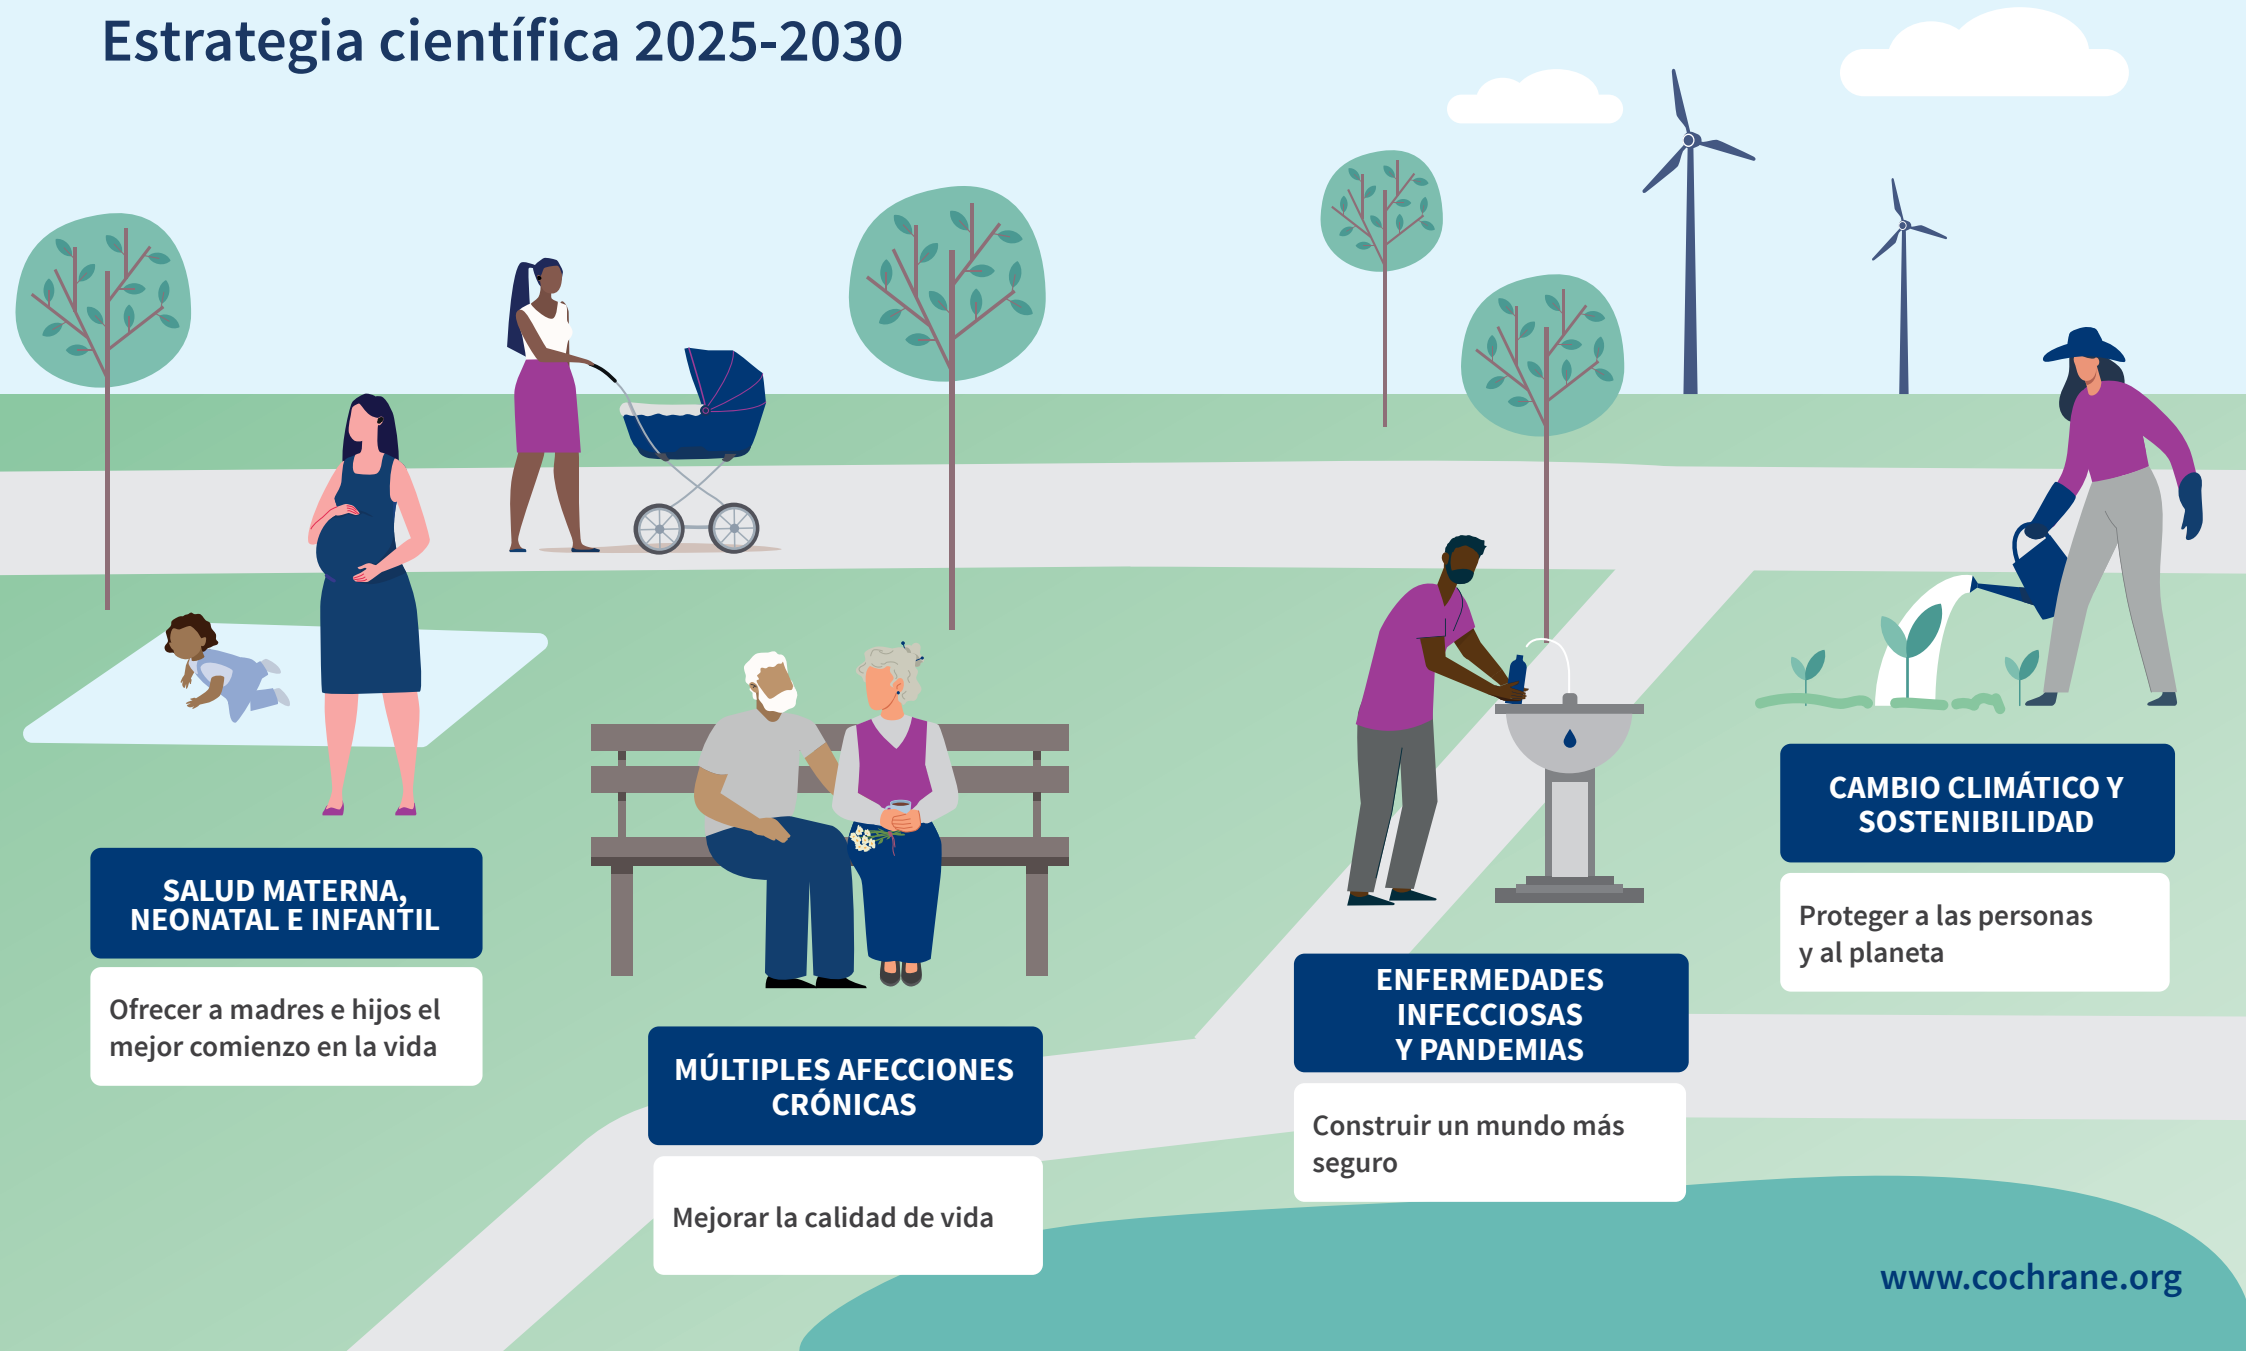 Estrategia científica 2025-2030
SALUD MATERNA,
NEONATAL E INFANTIL
Ofrecer a madres e hijos el
mejor comienzo en la vida
MÚLTIPLES AFECCIONES
CRÓNICAS
Mejorar la calidad de vida
ENFERMEDADES
INFECCIOSAS
Y PANDEMIAS
Construir un mundo más
seguro
CAMBIO CLIMÁTICO Y
SOSTENIBILIDAD
Proteger a las personas
y al planeta
www.cochrane.org